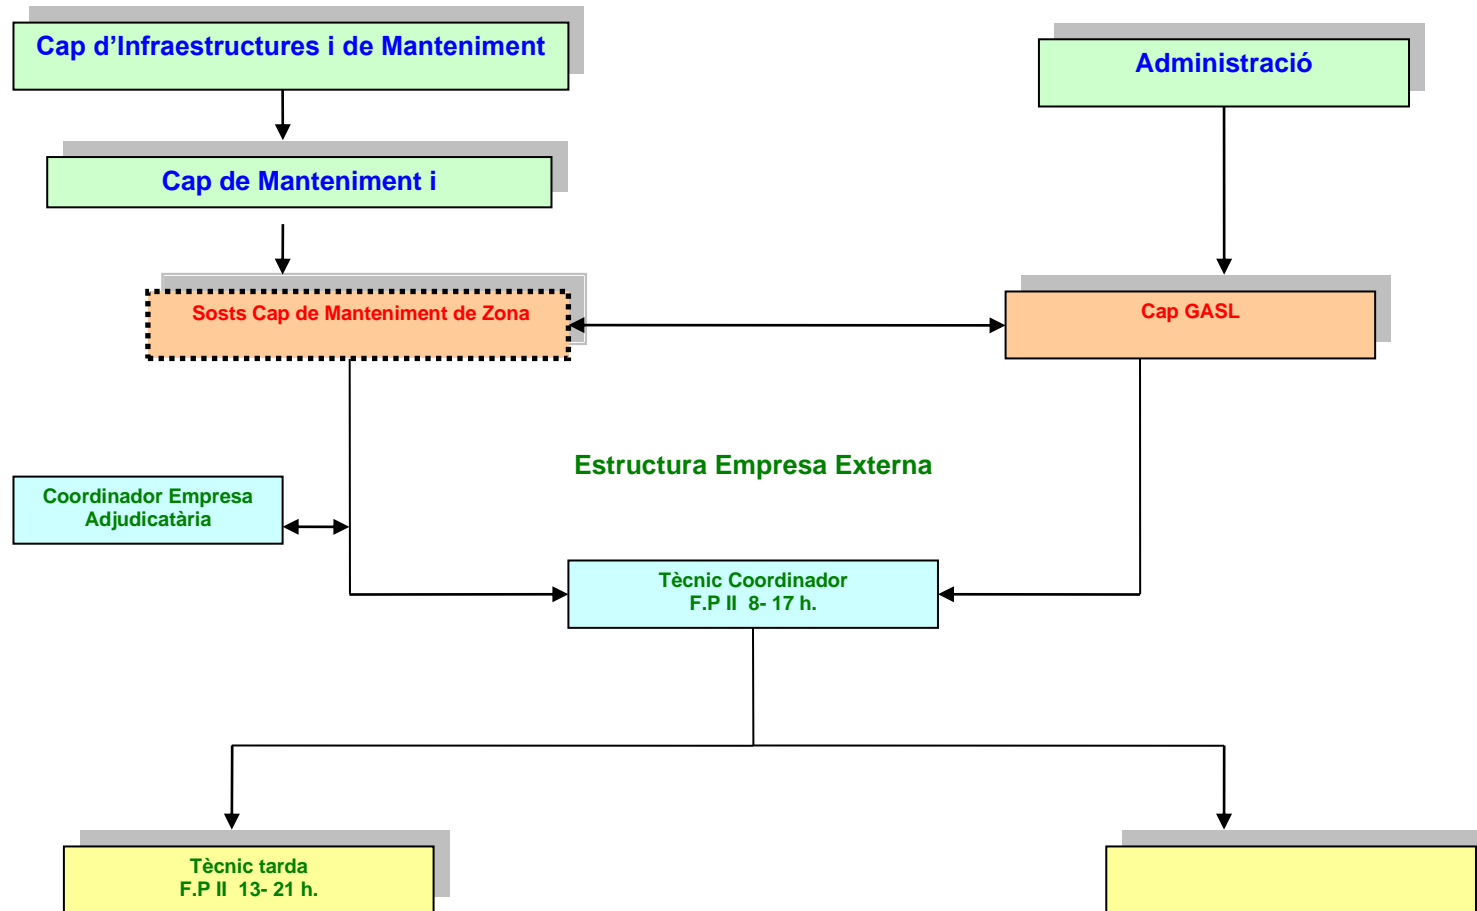 Cap d’Infraestructures i de Manteniment
Administració
Cap de Manteniment i
Sosts Cap de Manteniment de Zona
Cap GASL
Estructura Empresa Externa
Coordinador Empresa
Adjudicatària
Tècnic Coordinador
F.P II 8- 17 h.
Tècnic tarda
F.P II 13- 21 h.